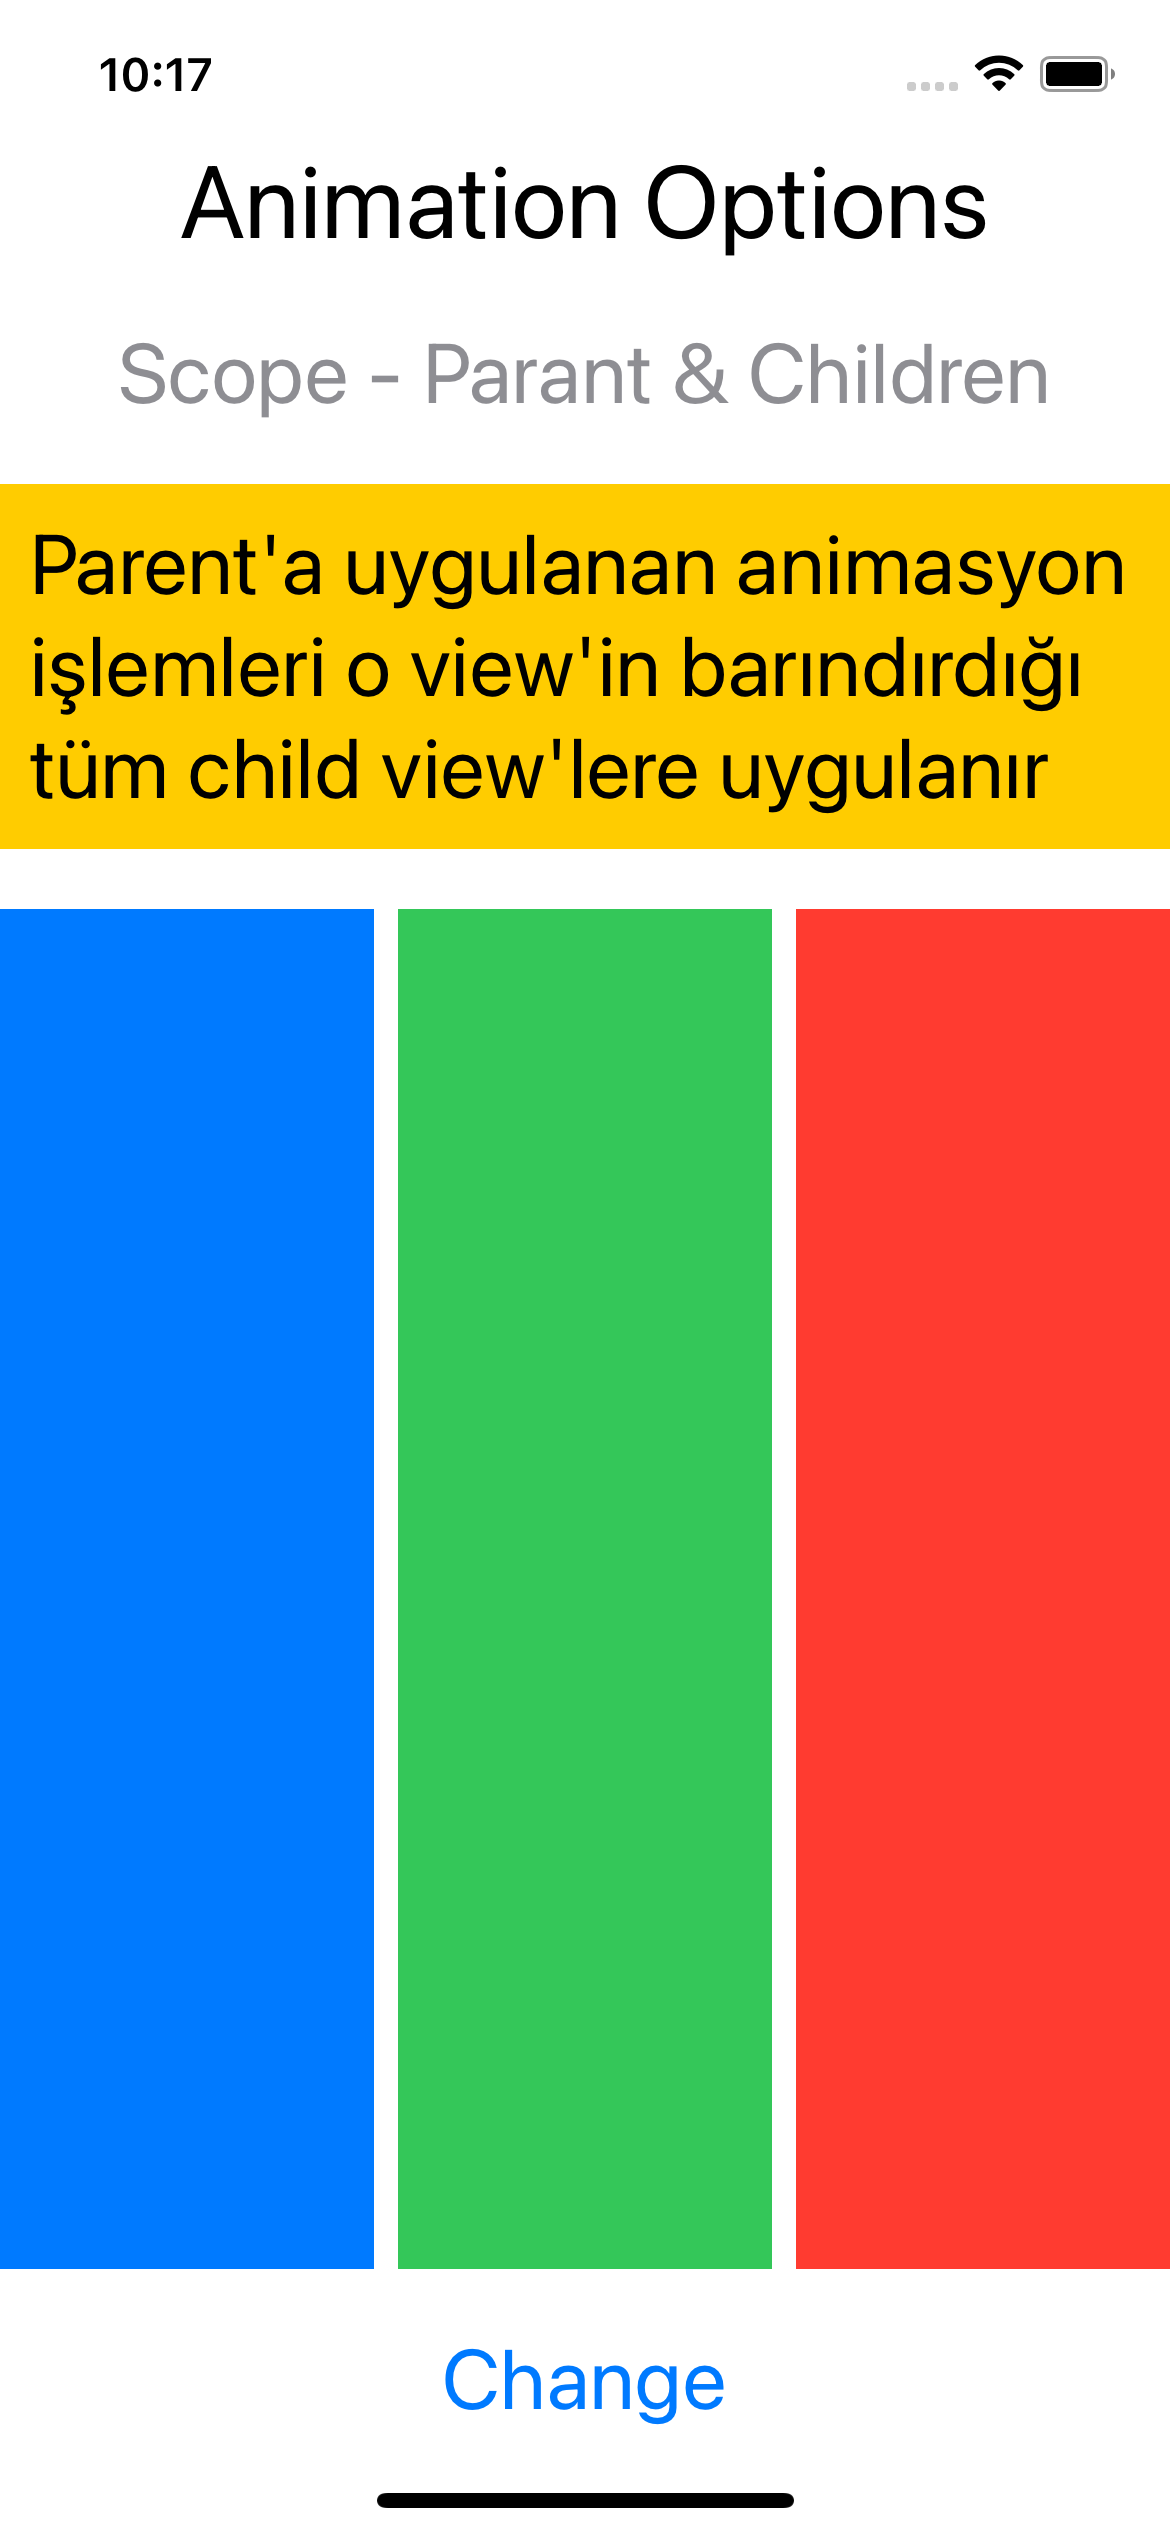 10:17
Animation Options
Scope - Parant & Children
Parent'a uygulanan animasyon
işlemleri o view'in barındırdığı
tüm child view'lere uygulanır
Change